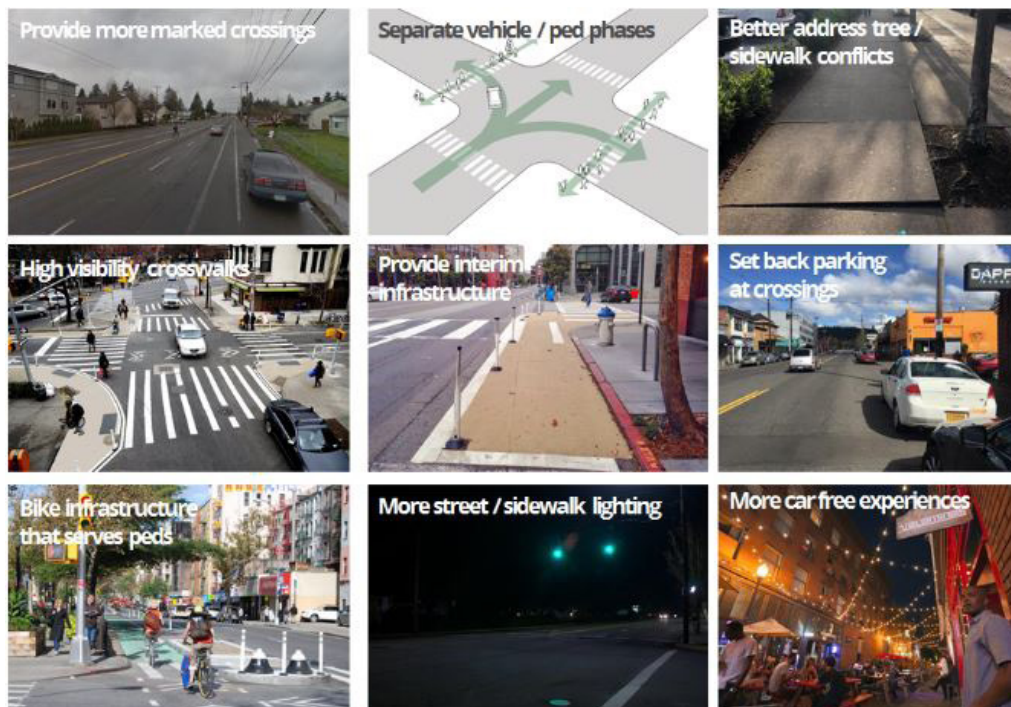 Provide more marked crossings
Separate vehicle / ped phases
Better address tree /
sidewalk conflicts
High visibility crosswalks
Provide interim
infrastructure
Set back parking
at crossings
DAPP
Bike infrastructure
that serves peds
More street / sidewalk lighting
More car free experiences